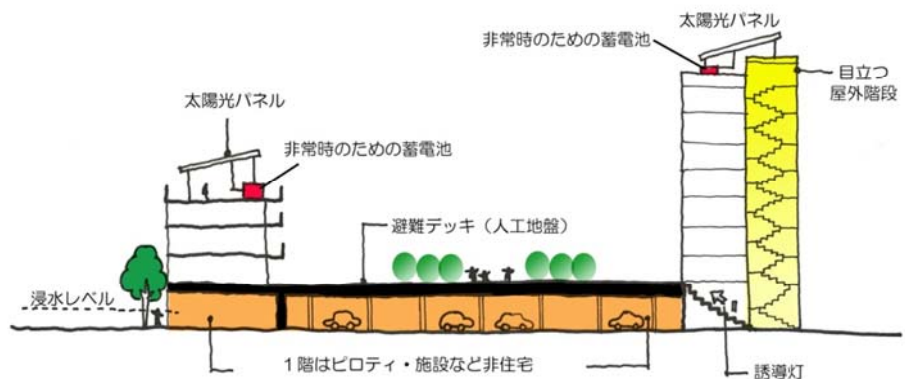 太陽光パネル
非常時のための蓄電池
目立つ
屋外階段
太陽光パネル
非常時のための蓄電池
避難デッキ(人工地盤)
浸水レベル
1階はピロティ・施設など非住宅
誘導灯